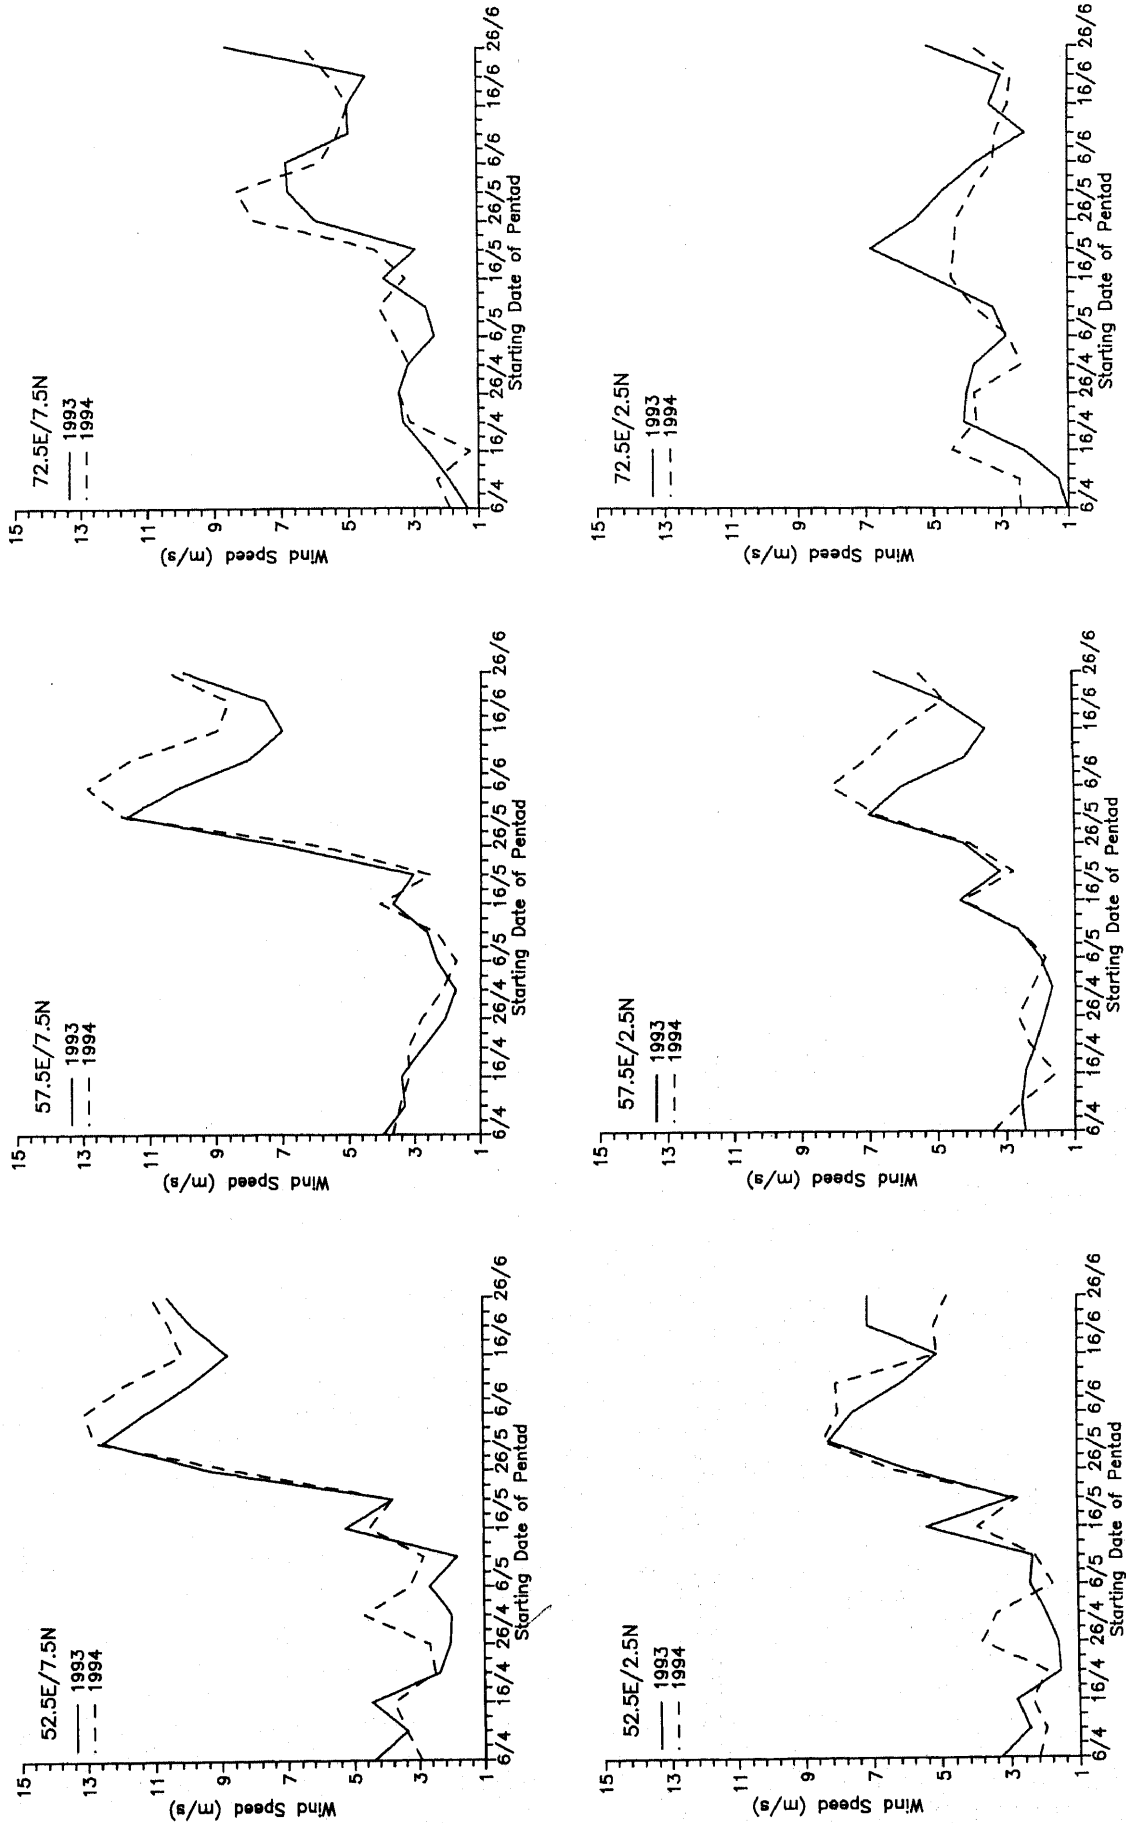 52.5E/7.5N
1993
1994
Wind Speed (m/s)
15
13
11
9
7
5
3
1
6/4 16/4 26/4 6/5 16/5 26/5 6/6 16/6 26/6
Starting Date of Pentad
57.5E/7.5N
1993
1994
Wind Speed (m/s)
15
13
11
9
7
5
3
1
6/4 16/4 26/4 6/5 16/5 26/5 6/6 16/6 26/6
Starting Date of Pentad
72.5E/7.5N
1993
1994
Wind Speed (m/s)
15
13
11
9
7
5
3
1
6/4 16/4 26/4 6/5 16/5 26/5 6/6 16/6 26/6
Starting Date of Pentad
52.5E/2.5N
1993
1994
Wind Speed (m/s)
15
13
11
9
7
5
3
1
6/4 16/4 26/4 6/5 16/5 26/5 6/6 16/6 26/6
Starting Date of Pentad
57.5E/2.5N
1993
1994
Wind Speed (m/s)
15
13
11
9
7
5
3
1
6/4 16/4 26/4 6/5 16/5 26/5 6/6 16/6 26/6
Starting Date of Pentad
72.5E/2.5N
1993
1994
Wind Speed (m/s)
15
13
11
9
7
5
3
1
6/4 16/4 26/4 6/5 16/5 26/5 6/6 16/6 26/6
Starting Date of Pentad